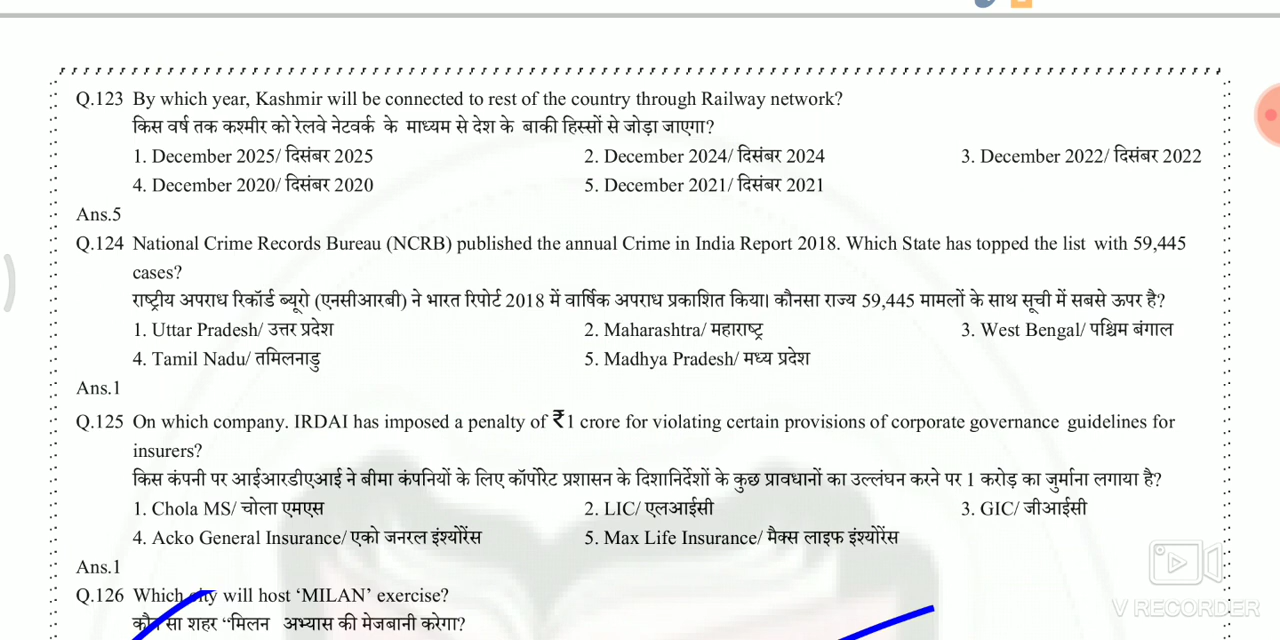 Q.123 By which year, Kashmir will be connected to rest of the country through Railway network?
किस वर्ष तक कश्मीर को रेलवे नेटवर्क के माध्यम से देश के बाकी हिस्सों से जोड़ा जाएगा?
1. December 2025/ दिसंबर 2025 2. December 2024/ दिसंबर 2024 3. December 2022/ दिसंबर 2022
4. December 2020/ दिसंबर 2020 5. December 2021/ दिसंबर 2021
Ans.5
Q.124 National Crime Records Bureau (NCRB) published the annual Crime in India Report 2018. Which State has topped the list with 59,445
cases?
राष्ट्रीय अपराध रिकॉर्ड ब्यूरो (एनसीआरबी) ने भारत रिपोर्ट 2018 में वार्षिक अपराध प्रकाशित किया। कौनसा राज्य 59,445 मामलों के साथ सूची में सबसे ऊपर है?
1. Uttar Pradesh/ उत्तर प्रदेश 2. Maharashtra/ महाराष्ट्र 3. West Bengal/ पश्चिम बंगाल
4. Tamil Nadu/ तमिलनाडु 5. Madhya Pradesh/ मध्य प्रदेश
Ans.1
Q.125 On which company. IRDAI has imposed a penalty of ₹1 crore for violating certain provisions of corporate governance guidelines for
insurers?
किस कंपनी पर आईआरडीएआई ने बीमा कंपनियों के लिए कॉर्पोरेट प्रशासन के दिशानिर्देशों के कुछ प्रावधानों का उल्लंघन करने पर 1 करोड़ का जुर्माना लगाया है?
1. Chola MS/ चोला एमएस 2. LIC/ एलआईसी 3. GIC/ जीआईसी
4. Acko General Insurance/ एको जनरल इंश्योरेंस 5. Max Life Insurance/ मैक्स लाइफ इंश्योरेंस
Ans.1
Q.126 Which city will host ‘MILAN’ exercise?
कौन सा शहर “मिलन अभ्यास की मेजबानी करेगा?
V RECORDER